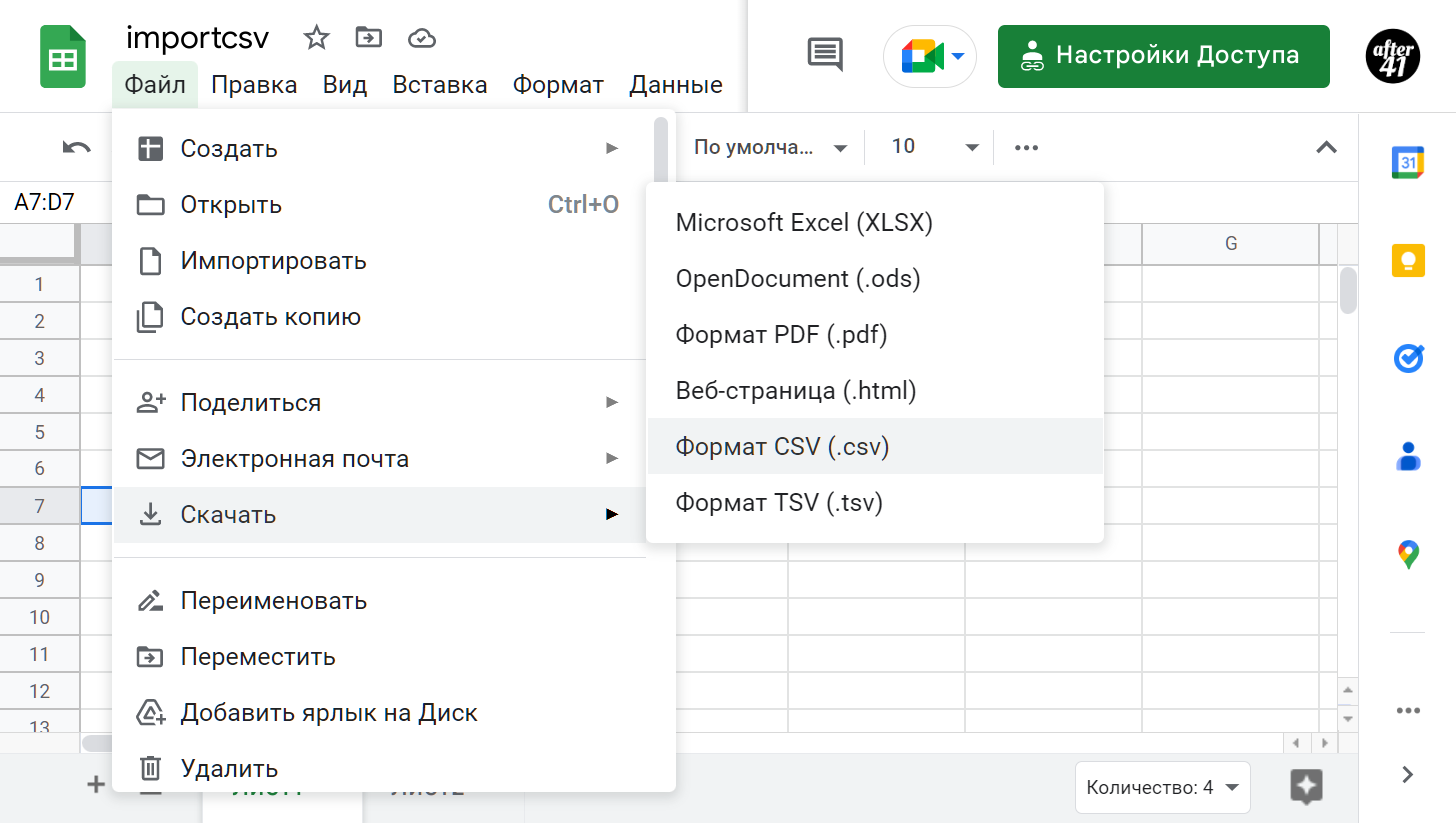 importcsv
Файл Правка Вид Вставка Формат Данные
Настройки Доступа
after 41
По умолча... 10
31
A7:D7
G
1
2
3
4
5
6
7
8
9
10
11
12
13
Создать
Открыть Ctrl+O
Импортировать
Создать копию
Поделиться
Электронная почта
Скачать
Переименовать
Переместить
Добавить ярлык на Диск
Удалить
Microsoft Excel (XLSX)
OpenDocument (.ods)
Формат PDF (.pdf)
Веб-страница (.html)
Формат CSV (.csv)
Формат TSV (.tsv)
Лист1 Лист2
Количество: 4